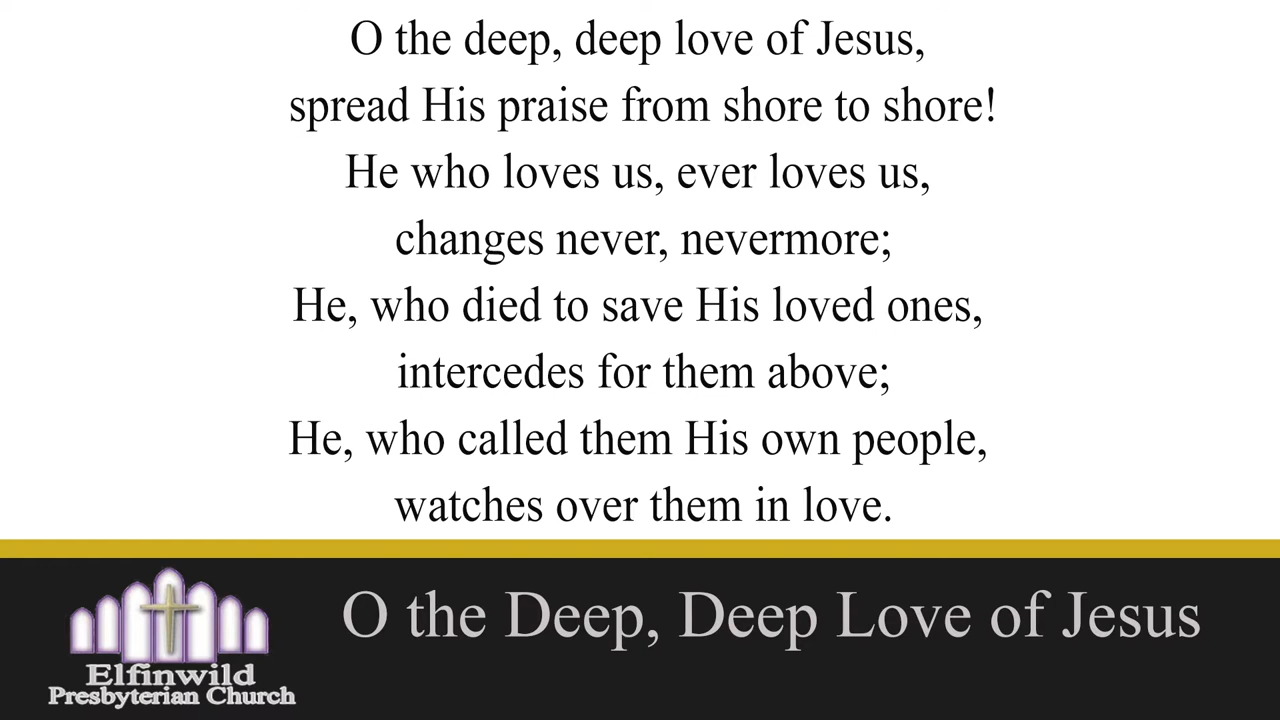 O the deep, deep love of Jesus,
spread His praise from shore to shore!
He who loves us, ever loves us,
changes never, nevermore;
He, who died to save His loved ones,
intercedes for them above;
He, who called them His own people,
watches over them in love.
O the Deep, Deep Love of Jesus
Elfinwild
Presbyterian Church